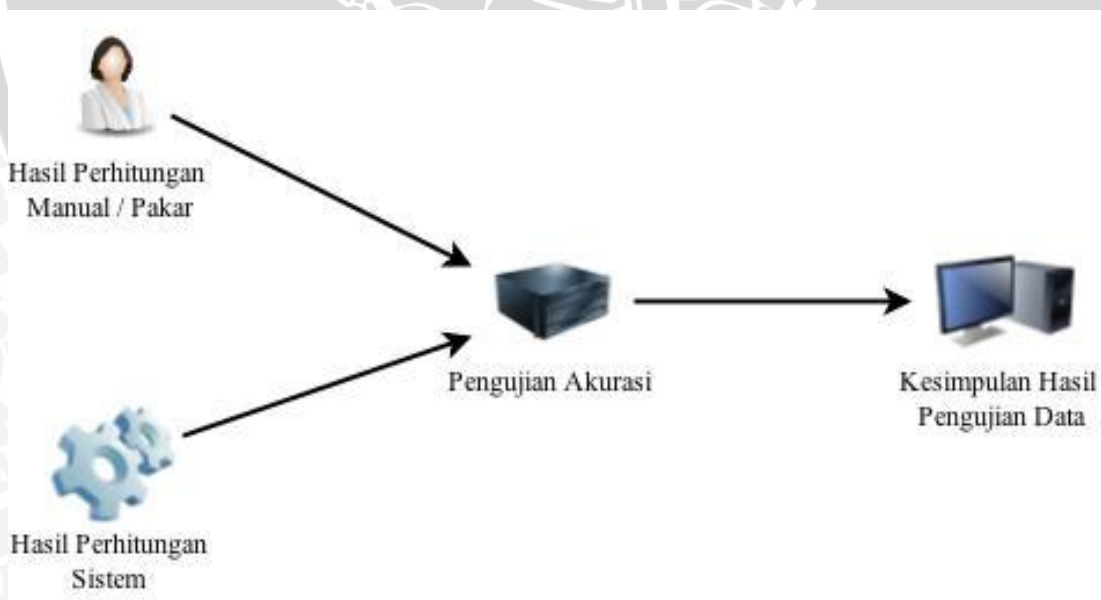 Hasil Perhitungan
Manual / Pakar
Pengujian Akurasi
Kesimpulan Hasil
Pengujian Data
Hasil Perhitungan
Sistem